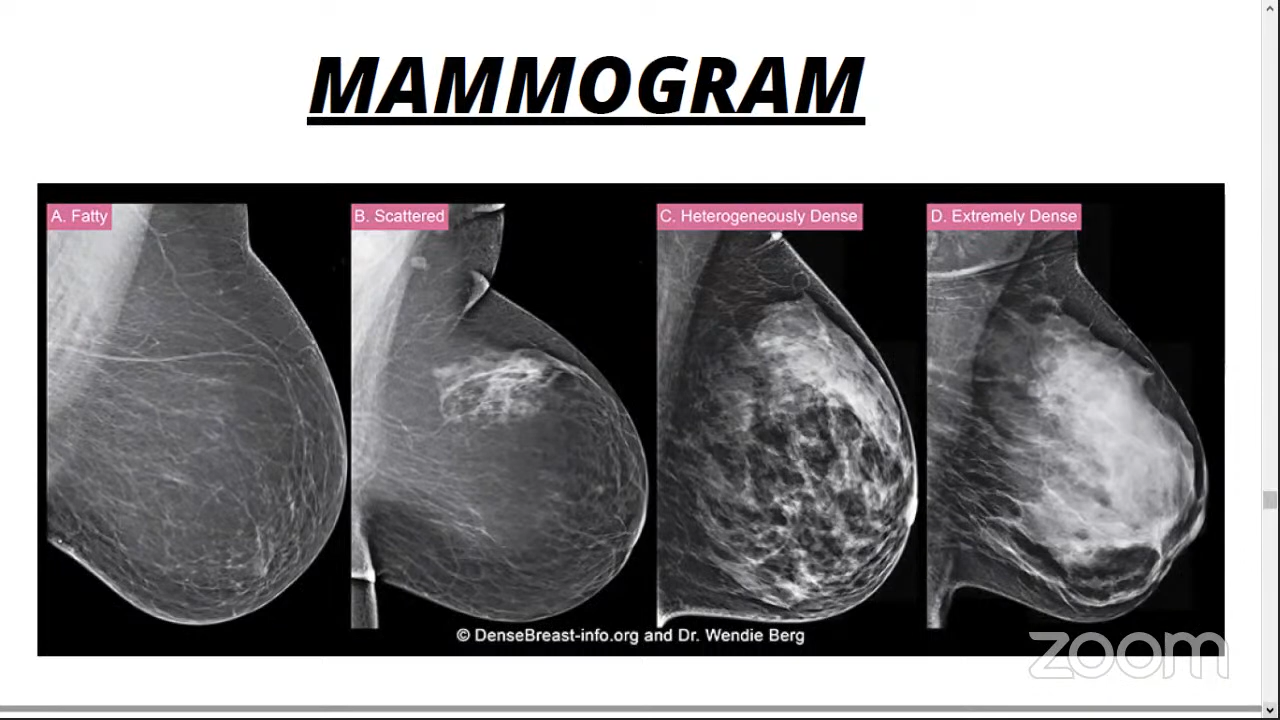 MAMMOGRAM
A. Fatty
B. Scattered
C. Heterogeneously Dense
D. Extremely Dense
© DenseBreast-info.org and Dr. Wendie Berg
zoom